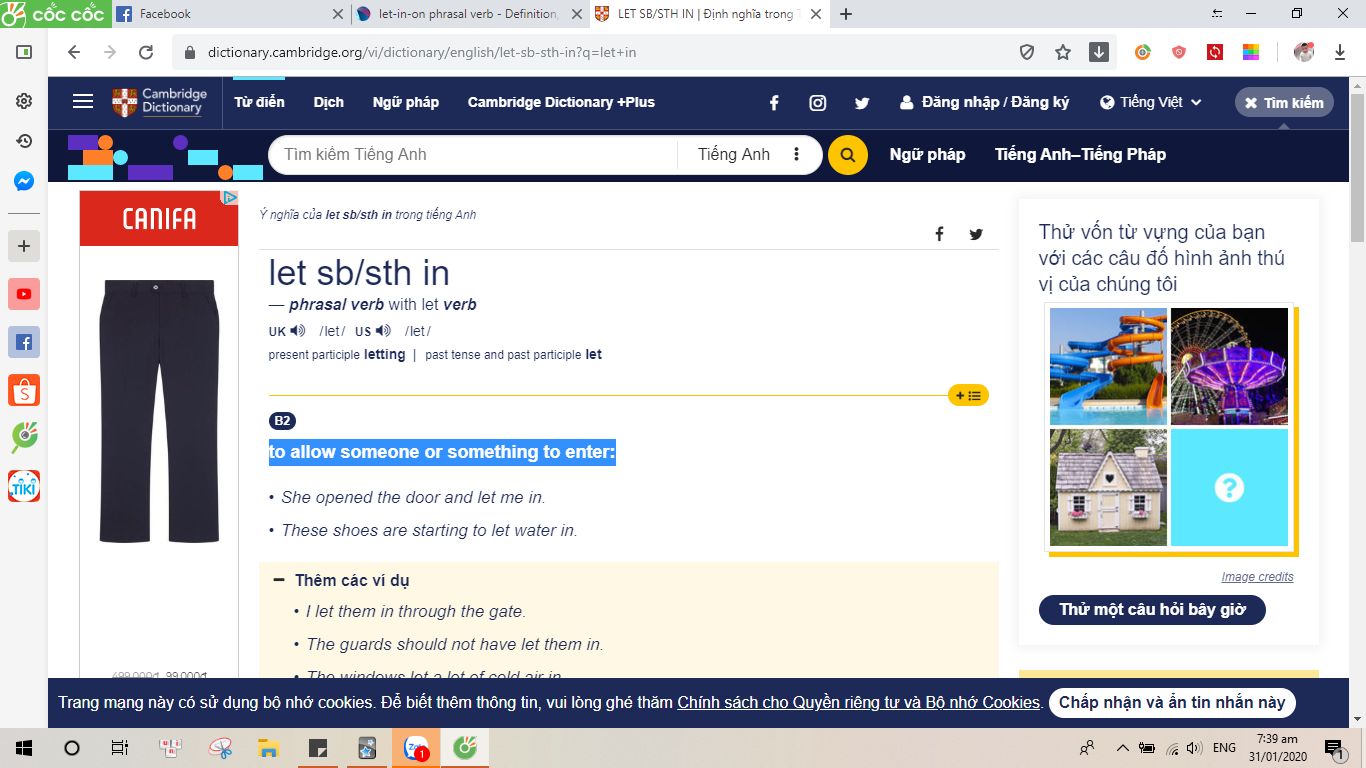 cốc cốc
Facebook
let-in-on phrasal verb - Definition,
LET SB/STH IN | Định nghĩa trong T
dictionary.cambridge.org/vi/dictionary/english/let-sb-sth-in?q=let+in
Cambridge
Dictionary
Từ điển
Dịch
Ngữ pháp
Cambridge Dictionary +Plus
Đăng nhập / Đăng ký
Tiếng Việt
Tìm kiếm
Tìm kiếm Tiếng Anh
Tiếng Anh
Ngữ pháp
Tiếng Anh–Tiếng Pháp
CANIFA
499.000₫ 99.000₫
Ý nghĩa của let sb/sth in trong tiếng Anh
let sb/sth in
— phrasal verb with let verb
UK /let/ US /let/
present participle letting | past tense and past participle let
B2
to allow someone or something to enter:
• She opened the door and let me in.
• These shoes are starting to let water in.
Thêm các ví dụ
• I let them in through the gate.
• The guards should not have let them in.
• The windows let a lot of cold air in.
Thử vốn từ vựng của bạn
với các câu đố hình ảnh thú
vị của chúng tôi
?
Image credits
Thử một câu hỏi bây giờ
TIKI
Trang mạng này có sử dụng bộ nhớ cookies. Để biết thêm thông tin, vui lòng ghé thăm Chính sách cho Quyền riêng tư và Bộ nhớ Cookies.
Chấp nhận và ẩn tin nhắn này
Zalo
1
ENG
7:39 am
31/01/2020
1